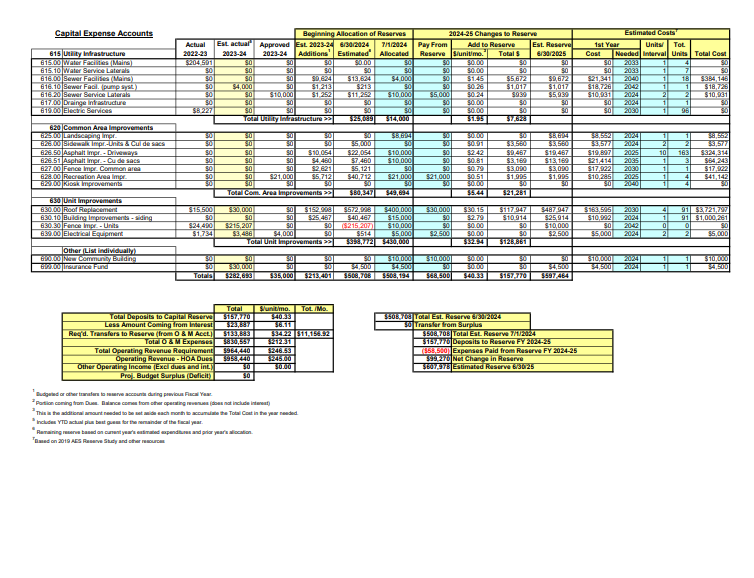 Capital Expense Accounts Beginning Allocation of Reserves 2024-25 Changes to Reserve Estimated Costs7
Actual Est. actual5 Approved Est. 2023-24 6/30/2024 7/1/2024 Pay From Add to Reserve Est. Reserve 1st Year Units/ Tot.
615 Utility Infrastructure 2022-23 2023-24 2023-24 Additions1 Estimated6 Allocated Reserve $/unit/mo.2 Total $ 6/30/2025 Cost Needed Interval Units Total Cost
615.00 Water Facilities (Mains) $204,591 $0 $0 $0 $0.00 $0 $0 $0.00 $0 $0 $0 2033 1 4 $0
615.10 Water Service Laterals $0 $0 $0 $0 $0 $0 $0 $0.00 $0 $0 $0 2033 1 7 $0
616.00 Sewer Facilities (Mains) $0 $0 $0 $9,624 $13,624 $4,000 $0 $1.45 $5,672 $9,672 $21,341 2040 1 18 $384,146
616.10 Sewer Facil. (pump syst.) $0 $4,000 $0 $1,213 $213 $0 $0 $0.26 $1,017 $1,017 $18,726 2042 1 1 $18,726
616.20 Sewer Service Laterals $0 $0 $10,000 $1,252 $11,252 $10,000 $5,000 $0.24 $939 $5,939 $10,931 2024 2 2 $10,931
617.00 Drainge Infrastructure $0 $0 $0 $0 $0 $0 $0 $0.00 $0 $0 $0 2024 1 1 $0
619.00 Electric Services $8,227 $0 $0 $0 $0 $0 $0 $0.00 $0 $0 $0 2030 1 96 $0
Total Utility Infrastructure >> $25,089 $14,000 $1.95 $7,628
620 Common Area Improvements
625.00 Landscaping Impr. $0 $0 $0 $0 $0 $8,694 $0 $0.00 $0 $8,694 $8,552 2024 1 1 $8,552
626.00 Sidewalk Impr.-Units & Cul de sacs $0 $0 $0 $0 $5,000 $0 $0 $0.91 $3,560 $3,560 $3,577 2024 2 2 $3,577
626.50 Asphalt Impr. - Driveways $0 $0 $0 $10,054 $22,054 $10,000 $0 $2.42 $9,467 $19,467 $2,897 2025 10 163 $324,314
626.51 Asphalt Impr. - Cu de sacs $0 $0 $0 $4,460 $7,460 $10,000 $0 $0.81 $3,169 $13,169 $21,414 2035 1 3 $64,243
627.00 Fence Impr. Common area $0 $0 $0 $2,621 $5,121 $0 $0 $0.79 $3,090 $3,090 $17,922 2030 1 1 $17,922
628.00 Recreation Area Impr. $0 $0 $21,000 $5,712 $40,712 $21,000 $21,000 $0.51 $1,995 $1,995 $10,285 2025 1 4 $41,142
629.00 Kiosk Improvements $0 $0 $0 $0 $0 $0 $0 $0.00 $0 $0 $0 2040 1 4 $0
Total Com. Area Improvements >> $80,347 $49,694 $5.44 $21,281
630 Unit Improvements
630.00 Roof Replacement $15,500 $30,000 $0 $152,998 $572,998 $400,000 $30,000 $30.15 $117,947 $487,947 $163,595 2030 4 91 $3,721,797
630.10 Building Improvements - siding $0 $0 $0 $25,467 $40,467 $15,000 $0 $2.79 $10,914 $25,914 $10,992 2024 1 91 $1,000,261
630.30 Fence Impr. - Units $24,490 $215,207 $0 $0 ($215,207) $10,000 $0 $0.00 $0 $10,000 $0 2042 0 0 $0
639.00 Electrical Equipment $1,734 $3,486 $4,000 $0 $514 $5,000 $2,500 $0.00 $0 $2,500 $5,000 2024 2 2 $5,000
Total Unit Improvements >> $398,772 $430,000 $32.94 $128,861
Other (List individually)
690.00 New Community Building $0 $0 $0 $0 $0 $10,000 $10,000 $0.00 $0 $0 $10,000 2024 1 1 $10,000
699.00 Insurance Fund $0 $30,000 $0 $0 $4,500 $4,500 $0 $0.00 $0 $4,500 $4,500 2024 1 1 $4,500
Totals $282,693 $35,000 $213,401 $508,708 $508,194 $68,500 $40.33 $157,770 $597,464
Total $/unit/mo. Tot. /Mo.
Total Deposits to Capital Reserve $157,770 $40.33 $508,708 Total Est. Reserve 6/30/2024
Less Amount Coming from Interest $23,887 $6.11 $0 Transfer from Surplus
Req'd. Transfers to Reserve (from O & M Acct.) $133,883 $34.22 $11,156.92 $508,708 Total Est. Reserve 7/1/2024
Total O & M Expenses $830,557 $212.31 $157,770 Deposits to Reserve FY 2024-25
Total Operating Revenue Requirement $964,440 $246.53 ($58,500) Expenses Paid from Reserve FY 2024-25
Operating Revenue - HOA Dues $958,440 $245.00 $99,270 Net Change in Reserve
Other Operating Income (Excl dues and int.) $0 $0.00 $607,978 Estimated Reserve 6/30/25
Proj. Budget Surplus (Deficit) $0
1 Budgeted or other transfers to reserve accounts during previous Fiscal Year.
2 Portion coming from Dues. Balance comes from other operating revenues (does not include interest)
3 This is the additional amount needed to be set aside each month to accumulate the Total Cost in the year needed.
5 Includes YTD actual plus best guess for the remainder of the fiscal year.
6 Remaining reserve based on current year's estimated expenditures and prior year's allocation.
7 Based on 2019 AES Reserve Study and other resources